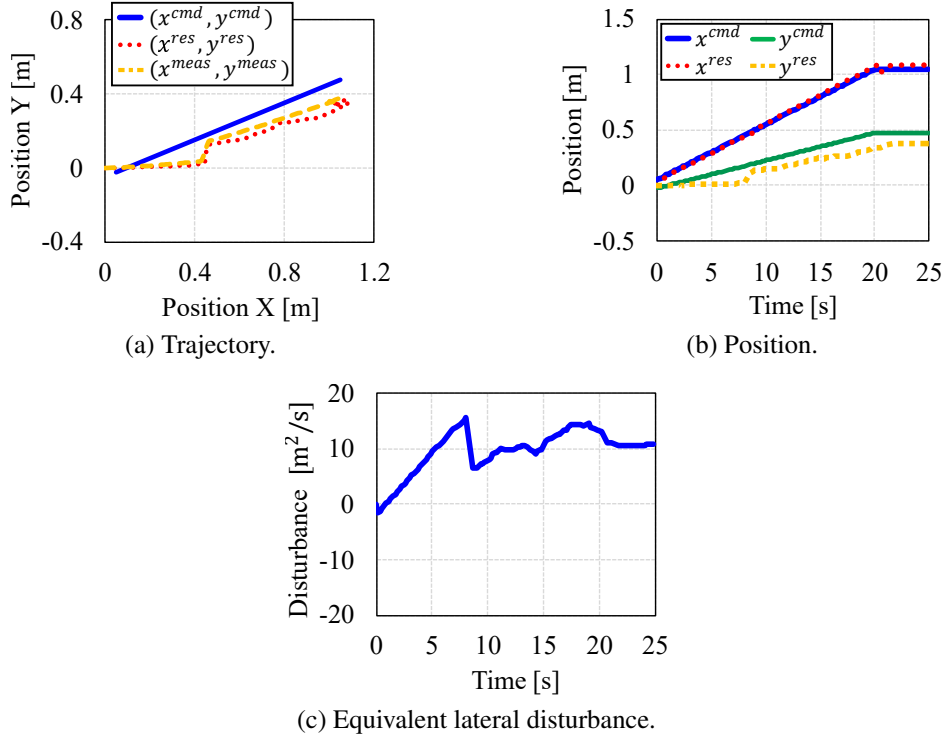 0.8
0.4
0
-0.4
Position Y [m]
(x^{cmd}, y^{cmd})
(x^{res}, y^{res})
(x^{meas}, y^{meas})
0 0.4 0.8 1.2
Position X [m]
(a) Trajectory.
1.5
1
0.5
0
-0.5
Position [m]
x^{cmd} y^{cmd}
x^{res} y^{res}
0 5 10 15 20 25
Time [s]
(b) Position.
20
10
0
-10
-20
Disturbance [m²/s]
0 5 10 15 20 25
Time [s]
(c) Equivalent lateral disturbance.